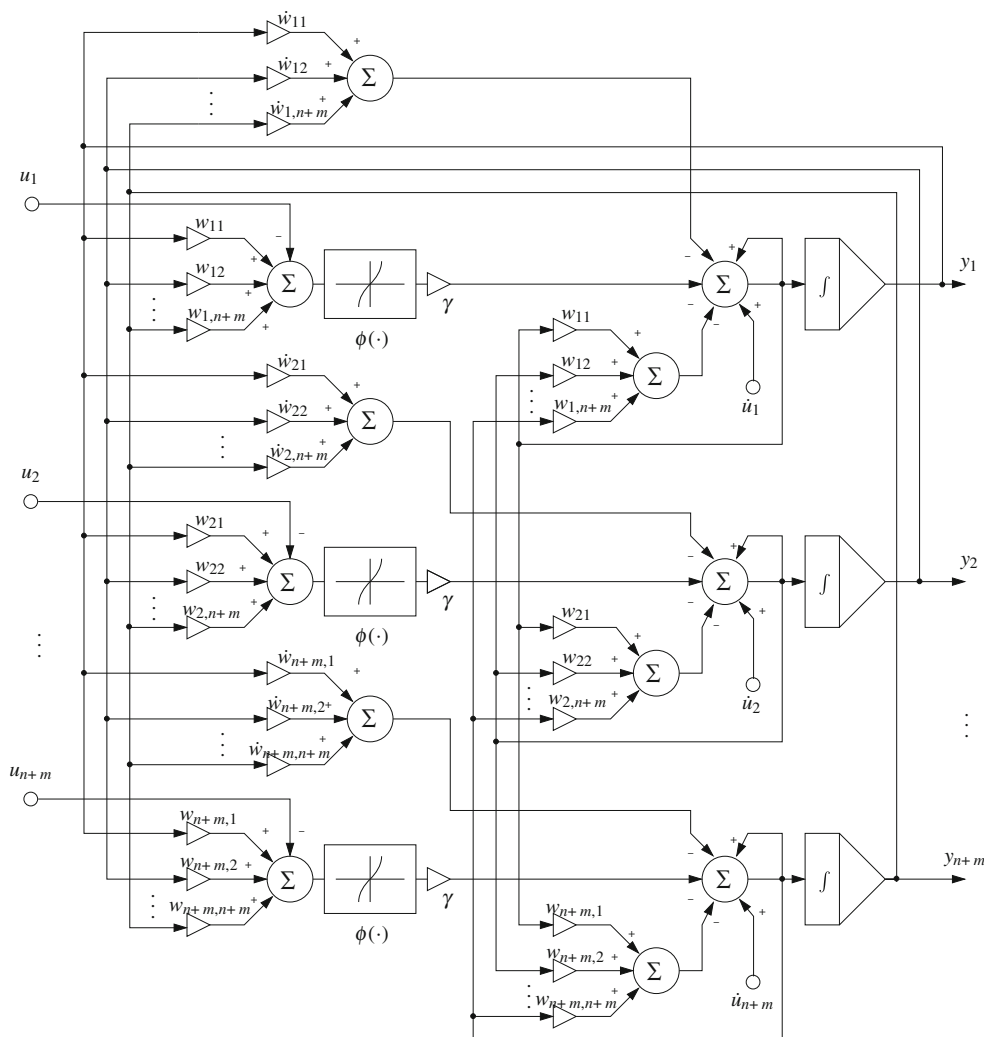 ẇ11
ẇ12
ẇ1,n+m
u1
w11
w12
w1,n+m
Σ
Σ
ϕ(·)
γ
w11
w12
w1,n+m
Σ
Σ
u̇1
∫
y1
ẇ21
ẇ22
ẇ2,n+m
Σ
u2
w21
w22
w2,n+m
Σ
ϕ(·)
γ
w21
w22
w2,n+m
Σ
Σ
u̇2
∫
y2
ẇn+m,1
ẇn+m,2
ẇn+m,n+m
Σ
un+m
wn+m,1
wn+m,2
wn+m,n+m
Σ
ϕ(·)
γ
wn+m,1
wn+m,2
wn+m,n+m
Σ
Σ
u̇n+m
∫
yn+m